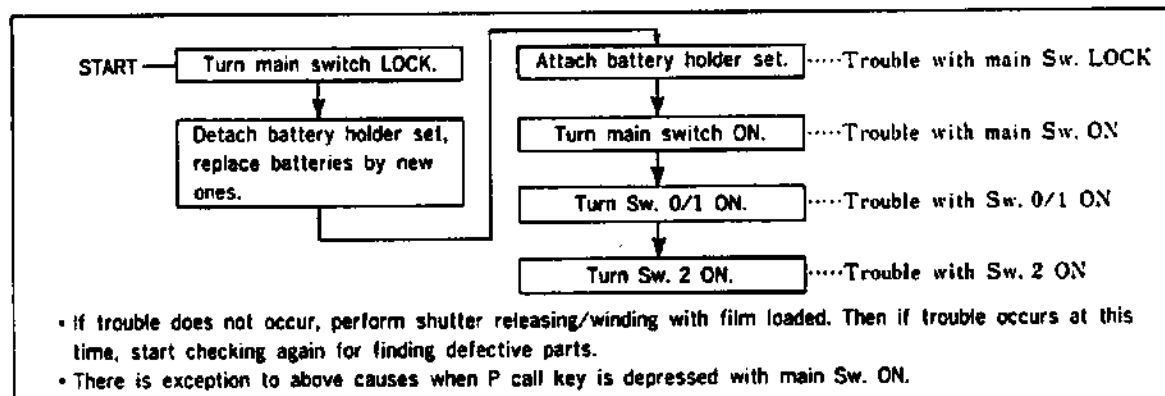 START
Turn main switch LOCK.
Detach battery holder set,
replace batteries by new
ones.
Attach battery holder set. ·····Trouble with main Sw. LOCK
Turn main switch ON. ·····Trouble with main Sw. ON
Turn Sw. 0/1 ON. ·····Trouble with Sw. 0/1 ON
Turn Sw. 2 ON. ·····Trouble with Sw. 2 ON
• If trouble does not occur, perform shutter releasing/winding with film loaded. Then if trouble occurs at this
time, start checking again for finding defective parts.
• There is exception to above causes when P call key is depressed with main Sw. ON.